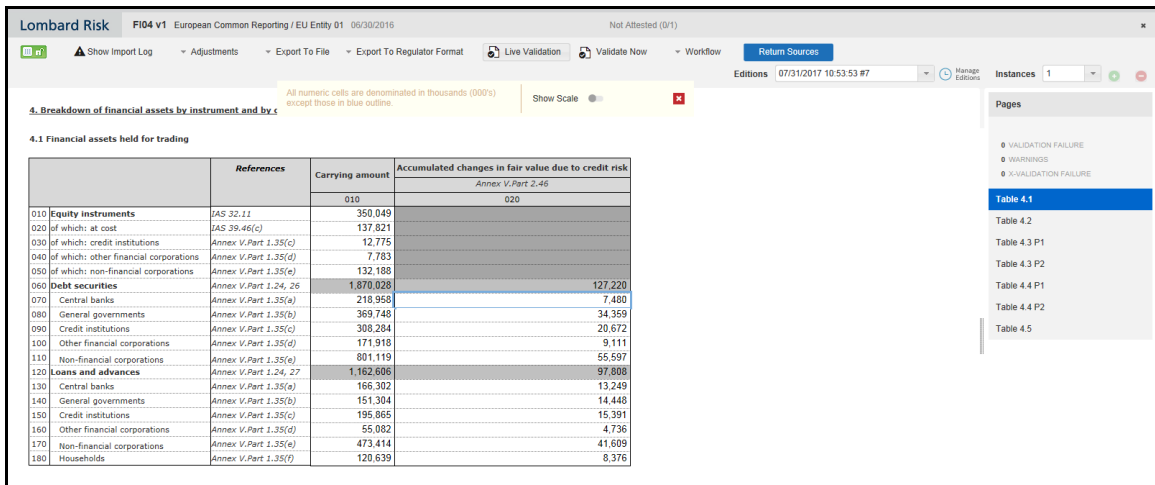 Lombard Risk FI04 v1 European Common Reporting / EU Entity 01 06/30/2016 Not Attested (0/1)
Show Import Log Adjustments Export To File Export To Regulator Format Live Validation Validate Now Workflow Return Sources
Editions 07/31/2017 10:53:53 #7 Manage Editions Instances 1
All numeric cells are denominated in thousands (000's)
except those in blue outline.
Show Scale
4. Breakdown of financial assets by instrument and by c
4.1 Financial assets held for trading
References Carrying amount Accumulated changes in fair value due to credit risk
Annex V.Part 2.46
010 020
010 Equity instruments IAS 32.11 350,049
020 of which: at cost IAS 39.46(c) 137,821
030 of which: credit institutions Annex V.Part 1.35(c) 12,775
040 of which: other financial corporations Annex V.Part 1.35(d) 7,783
050 of which: non-financial corporations Annex V.Part 1.35(e) 132,188
060 Debt securities Annex V.Part 1.24, 26 1,870,028 127,220
070 Central banks Annex V.Part 1.35(a) 218,958 7,480
080 General governments Annex V.Part 1.35(b) 369,748 34,359
090 Credit institutions Annex V.Part 1.35(c) 308,284 20,672
100 Other financial corporations Annex V.Part 1.35(d) 171,918 9,111
110 Non-financial corporations Annex V.Part 1.35(e) 801,119 55,597
120 Loans and advances Annex V.Part 1.24, 27 1,162,606 97,808
130 Central banks Annex V.Part 1.35(a) 166,302 13,249
140 General governments Annex V.Part 1.35(b) 151,304 14,448
150 Credit institutions Annex V.Part 1.35(c) 195,865 15,391
160 Other financial corporations Annex V.Part 1.35(d) 55,082 4,736
170 Non-financial corporations Annex V.Part 1.35(e) 473,414 41,609
180 Households Annex V.Part 1.35(f) 120,639 8,376
Pages
0 VALIDATION FAILURE
0 WARNINGS
0 X-VALIDATION FAILURE
Table 4.1
Table 4.2
Table 4.3 P1
Table 4.3 P2
Table 4.4 P1
Table 4.4 P2
Table 4.5